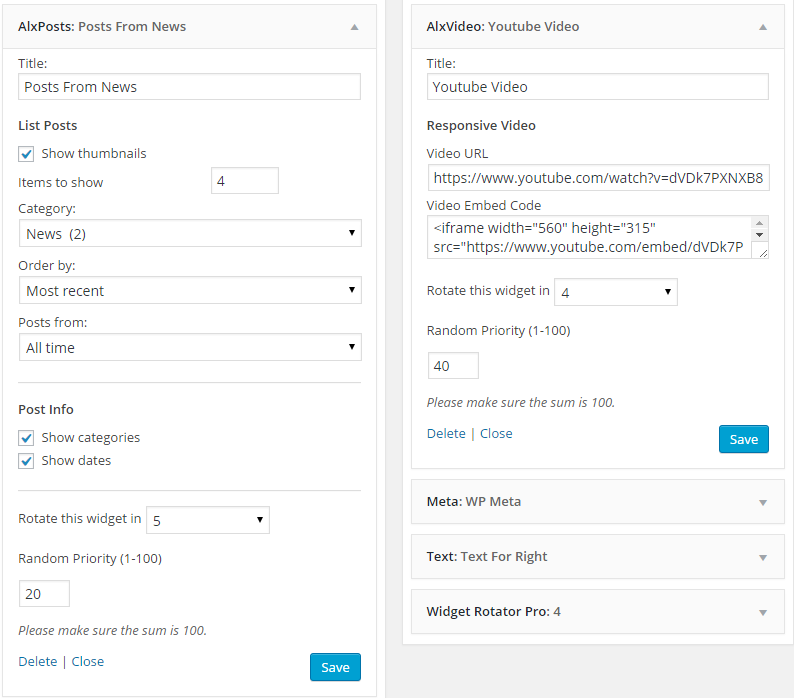 AlxPosts: Posts From News
Title:
Posts From News
List Posts
Show thumbnails
Items to show 4
Category:
News (2)
Order by:
Most recent
Posts from:
All time
Post Info
Show categories
Show dates
Rotate this widget in 5
Random Priority (1-100)
20
Please make sure the sum is 100.
Delete | Close
Save
AlxVideo: Youtube Video
Title:
Youtube Video
Responsive Video
Video URL
https://www.youtube.com/watch?v=dVDk7PXNXB8
Video Embed Code
<iframe width="560" height="315"
src="https://www.youtube.com/embed/dVDk7P
Rotate this widget in 4
Random Priority (1-100)
40
Please make sure the sum is 100.
Delete | Close
Save
Meta: WP Meta
Text: Text For Right
Widget Rotator Pro: 4